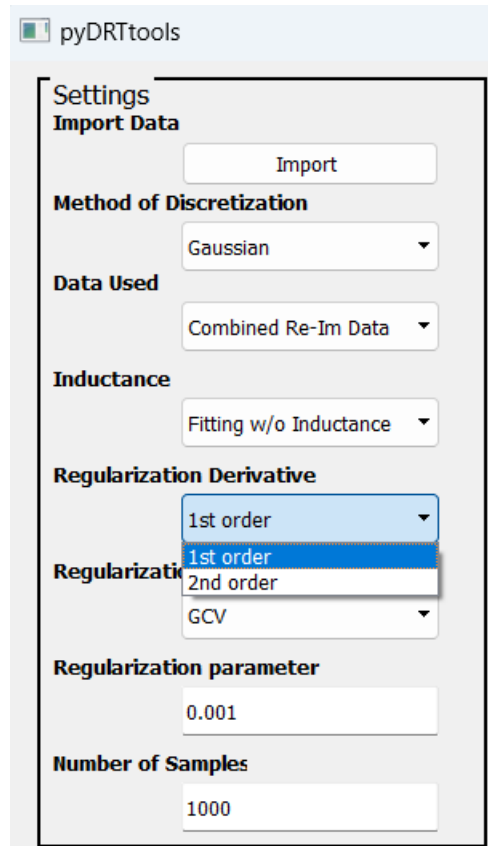 pyDRTtools
Settings
Import Data
Import
Method of Discretization
Gaussian
Data Used
Combined Re-Im Data
Inductance
Fitting w/o Inductance
Regularization Derivative
1st order
1st order
2nd order
GCV
Regularization parameter
0.001
Number of Samples
1000